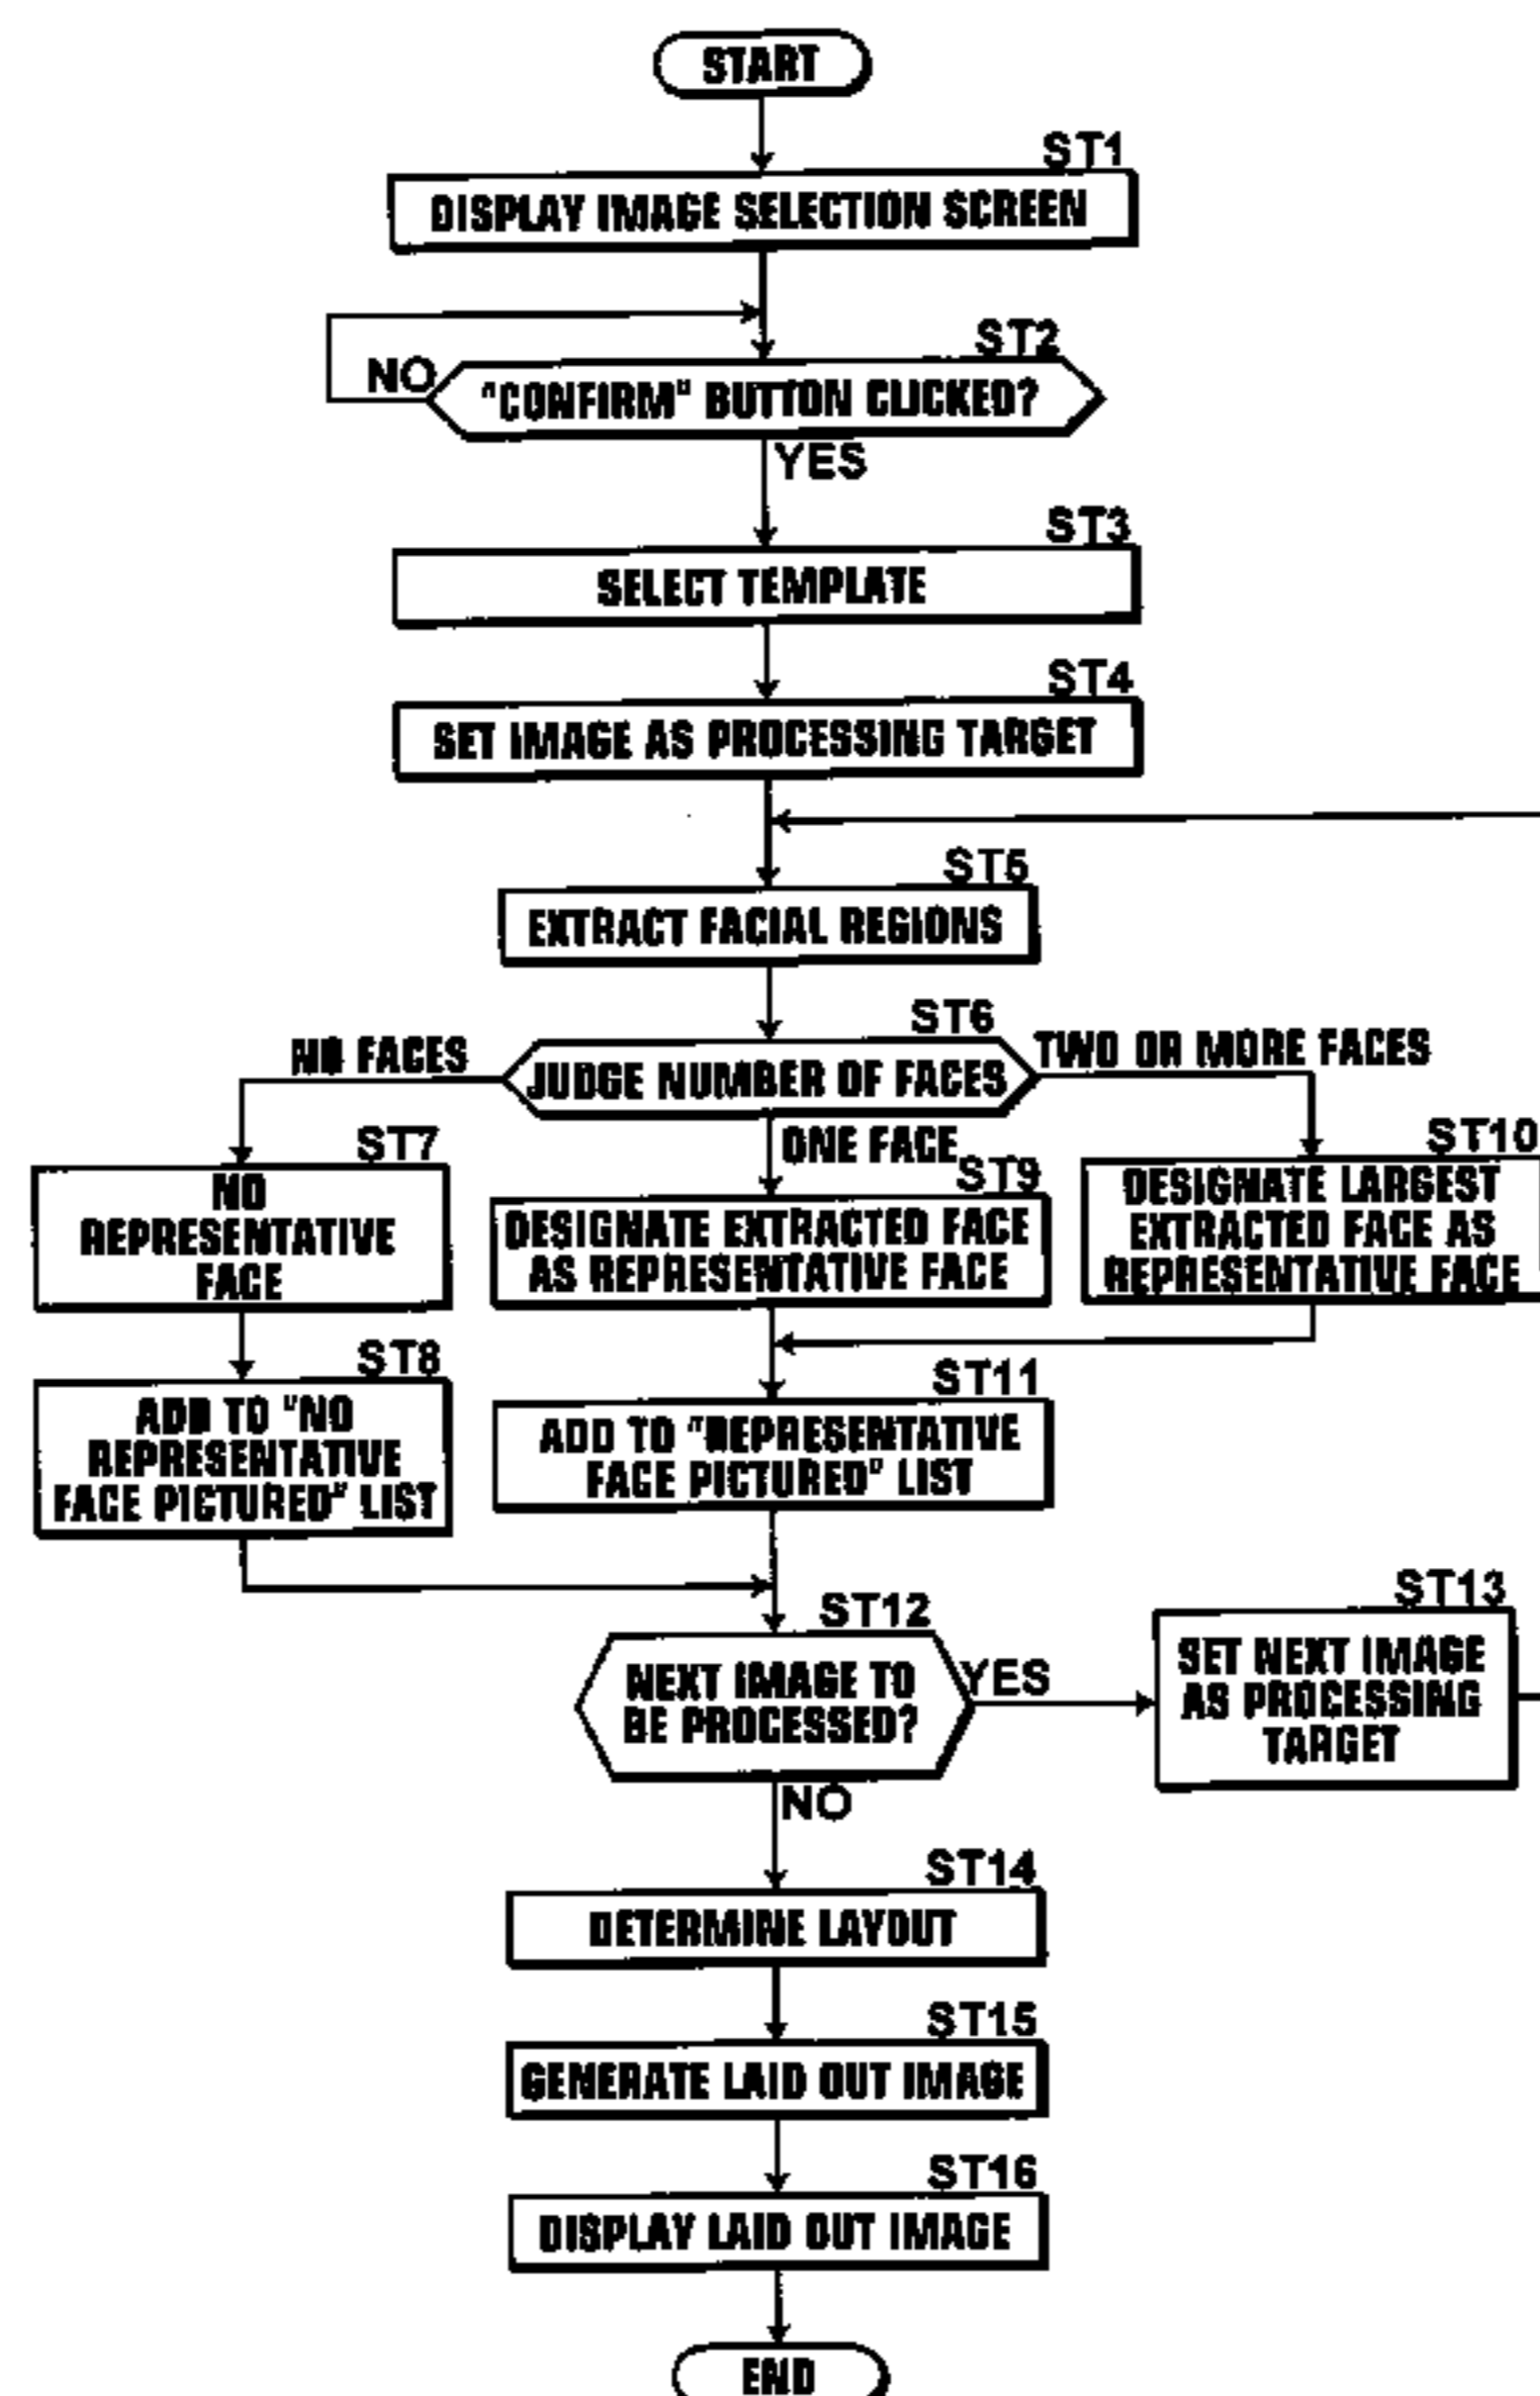 START
ST1
DISPLAY IMAGE SELECTION SCREEN
ST2
NO
"CONFIRM" BUTTON CLICKED?
YES
ST3
SELECT TEMPLATE
ST4
SET IMAGE AS PROCESSING TARGET
ST5
EXTRACT FACIAL REGIONS
ST6
NO FACES
JUDGE NUMBER OF FACES
TWO OR MORE FACES
ONE FACE
ST7
NO
REPRESENTATIVE
FACE
ST9
DESIGNATE EXTRACTED FACE
AS REPRESENTATIVE FACE
ST10
DESIGNATE LARGEST
EXTRACTED FACE AS
REPRESENTATIVE FACE
ST8
ADD TO "NO
REPRESENTATIVE
FACE PICTURED" LIST
ST11
ADD TO "REPRESENTATIVE
FACE PICTURED" LIST
ST12
NEXT IMAGE TO
BE PROCESSED?
YES
ST13
SET NEXT IMAGE
AS PROCESSING
TARGET
NO
ST14
DETERMINE LAYOUT
ST15
GENERATE LAID OUT IMAGE
ST16
DISPLAY LAID OUT IMAGE
END